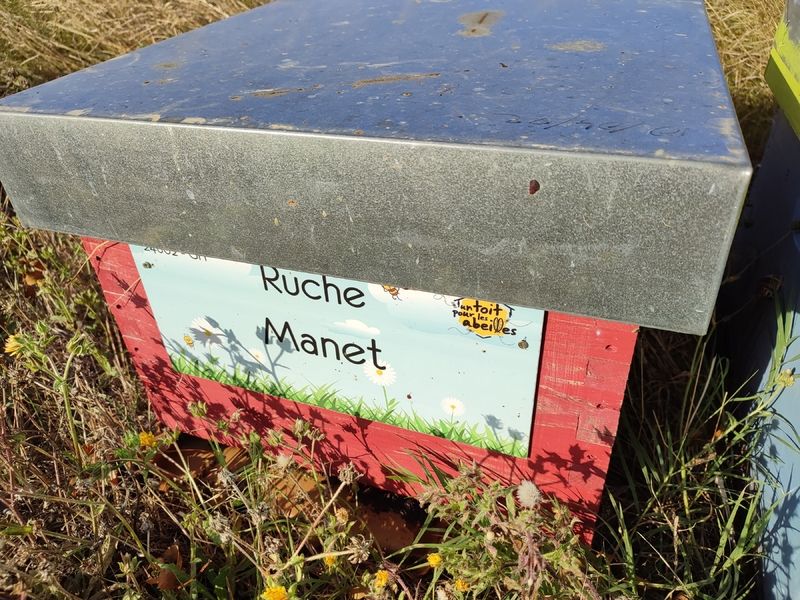 Ruche
Manet
un toit
pour les
abeilles